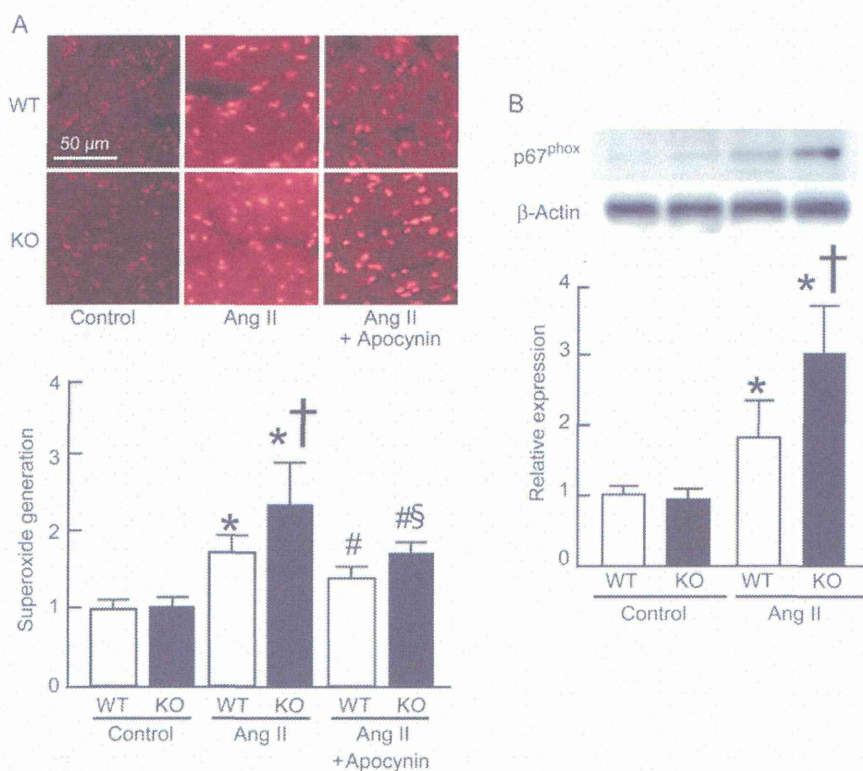 A
WT
50 µm
KO
Control
Ang II
Ang II
+ Apocynin
4
3
2
1
0
Superoxide generation
*
*†
#
#§
WT KO WT KO WT KO
Control
Ang II
Ang II
+Apocynin
B
p67phox
β-Actin
4
3
2
1
0
Relative expression
*
*†
WT KO WT KO
Control
Ang II